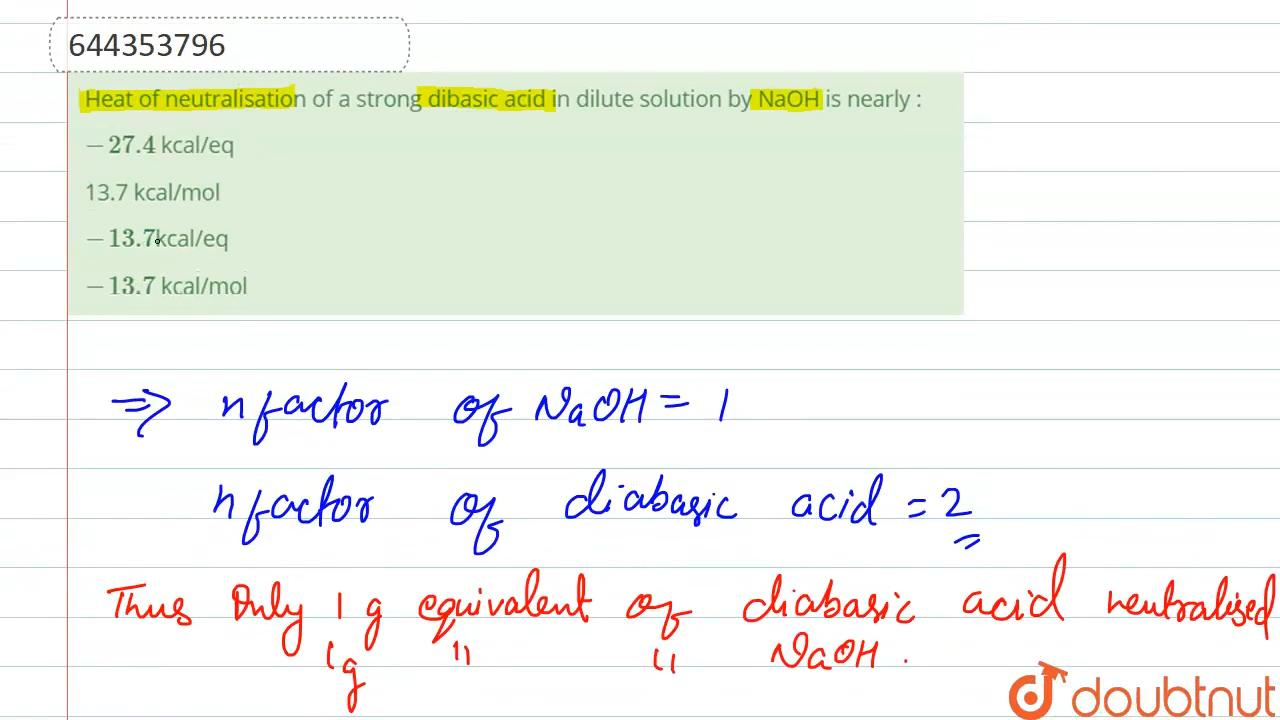 644353796
Heat of neutralisation of a strong dibasic acid in dilute solution by NaOH is nearly :
−27.4 kcal/eq
13.7 kcal/mol
−13.7kcal/eq
−13.7 kcal/mol
⇒ n factor of NaOH = 1
n factor of diabasic acid = 2
Thus Only 1 g equivalent of diabasic acid neutralised
1g " " NaOH.
doubtnut